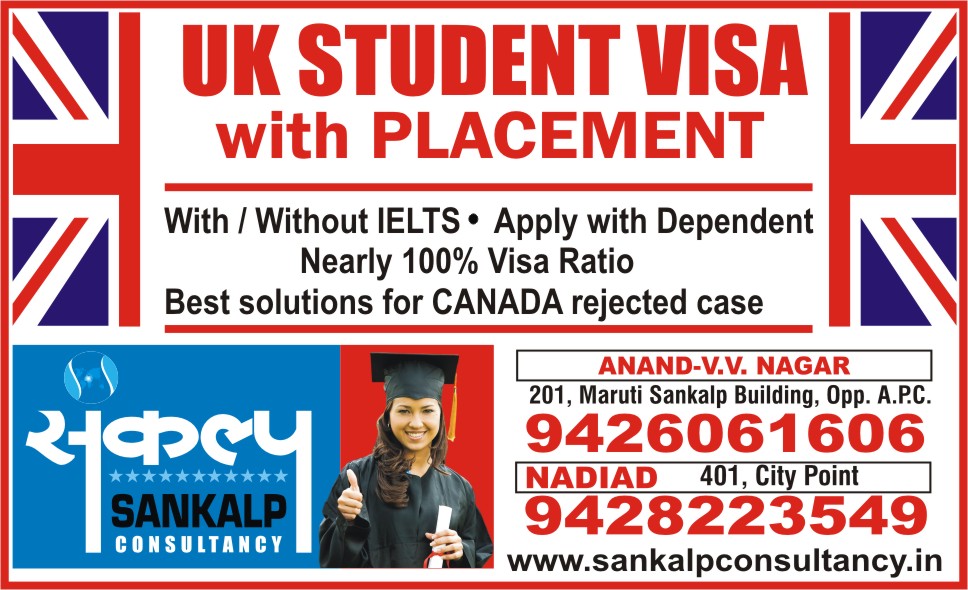 UK STUDENT VISA
with PLACEMENT
With / Without IELTS • Apply with Dependent
Nearly 100% Visa Ratio
Best solutions for CANADA rejected case
संकल्प
SANKALP
CONSULTANCY
ANAND-V.V. NAGAR
201, Maruti Sankalp Building, Opp. A.P.C.
9426061606
NADIAD 401, City Point
9428223549
www.sankalpconsultancy.in